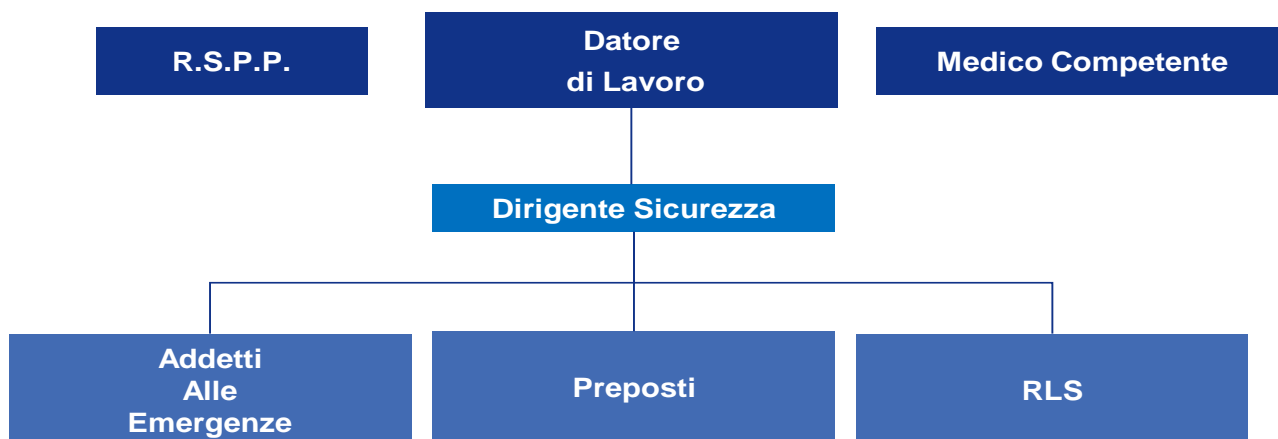 R.S.P.P.
Datore
di Lavoro
Medico Competente
Dirigente Sicurezza
Addetti
Alle
Emergenze
Preposti
RLS